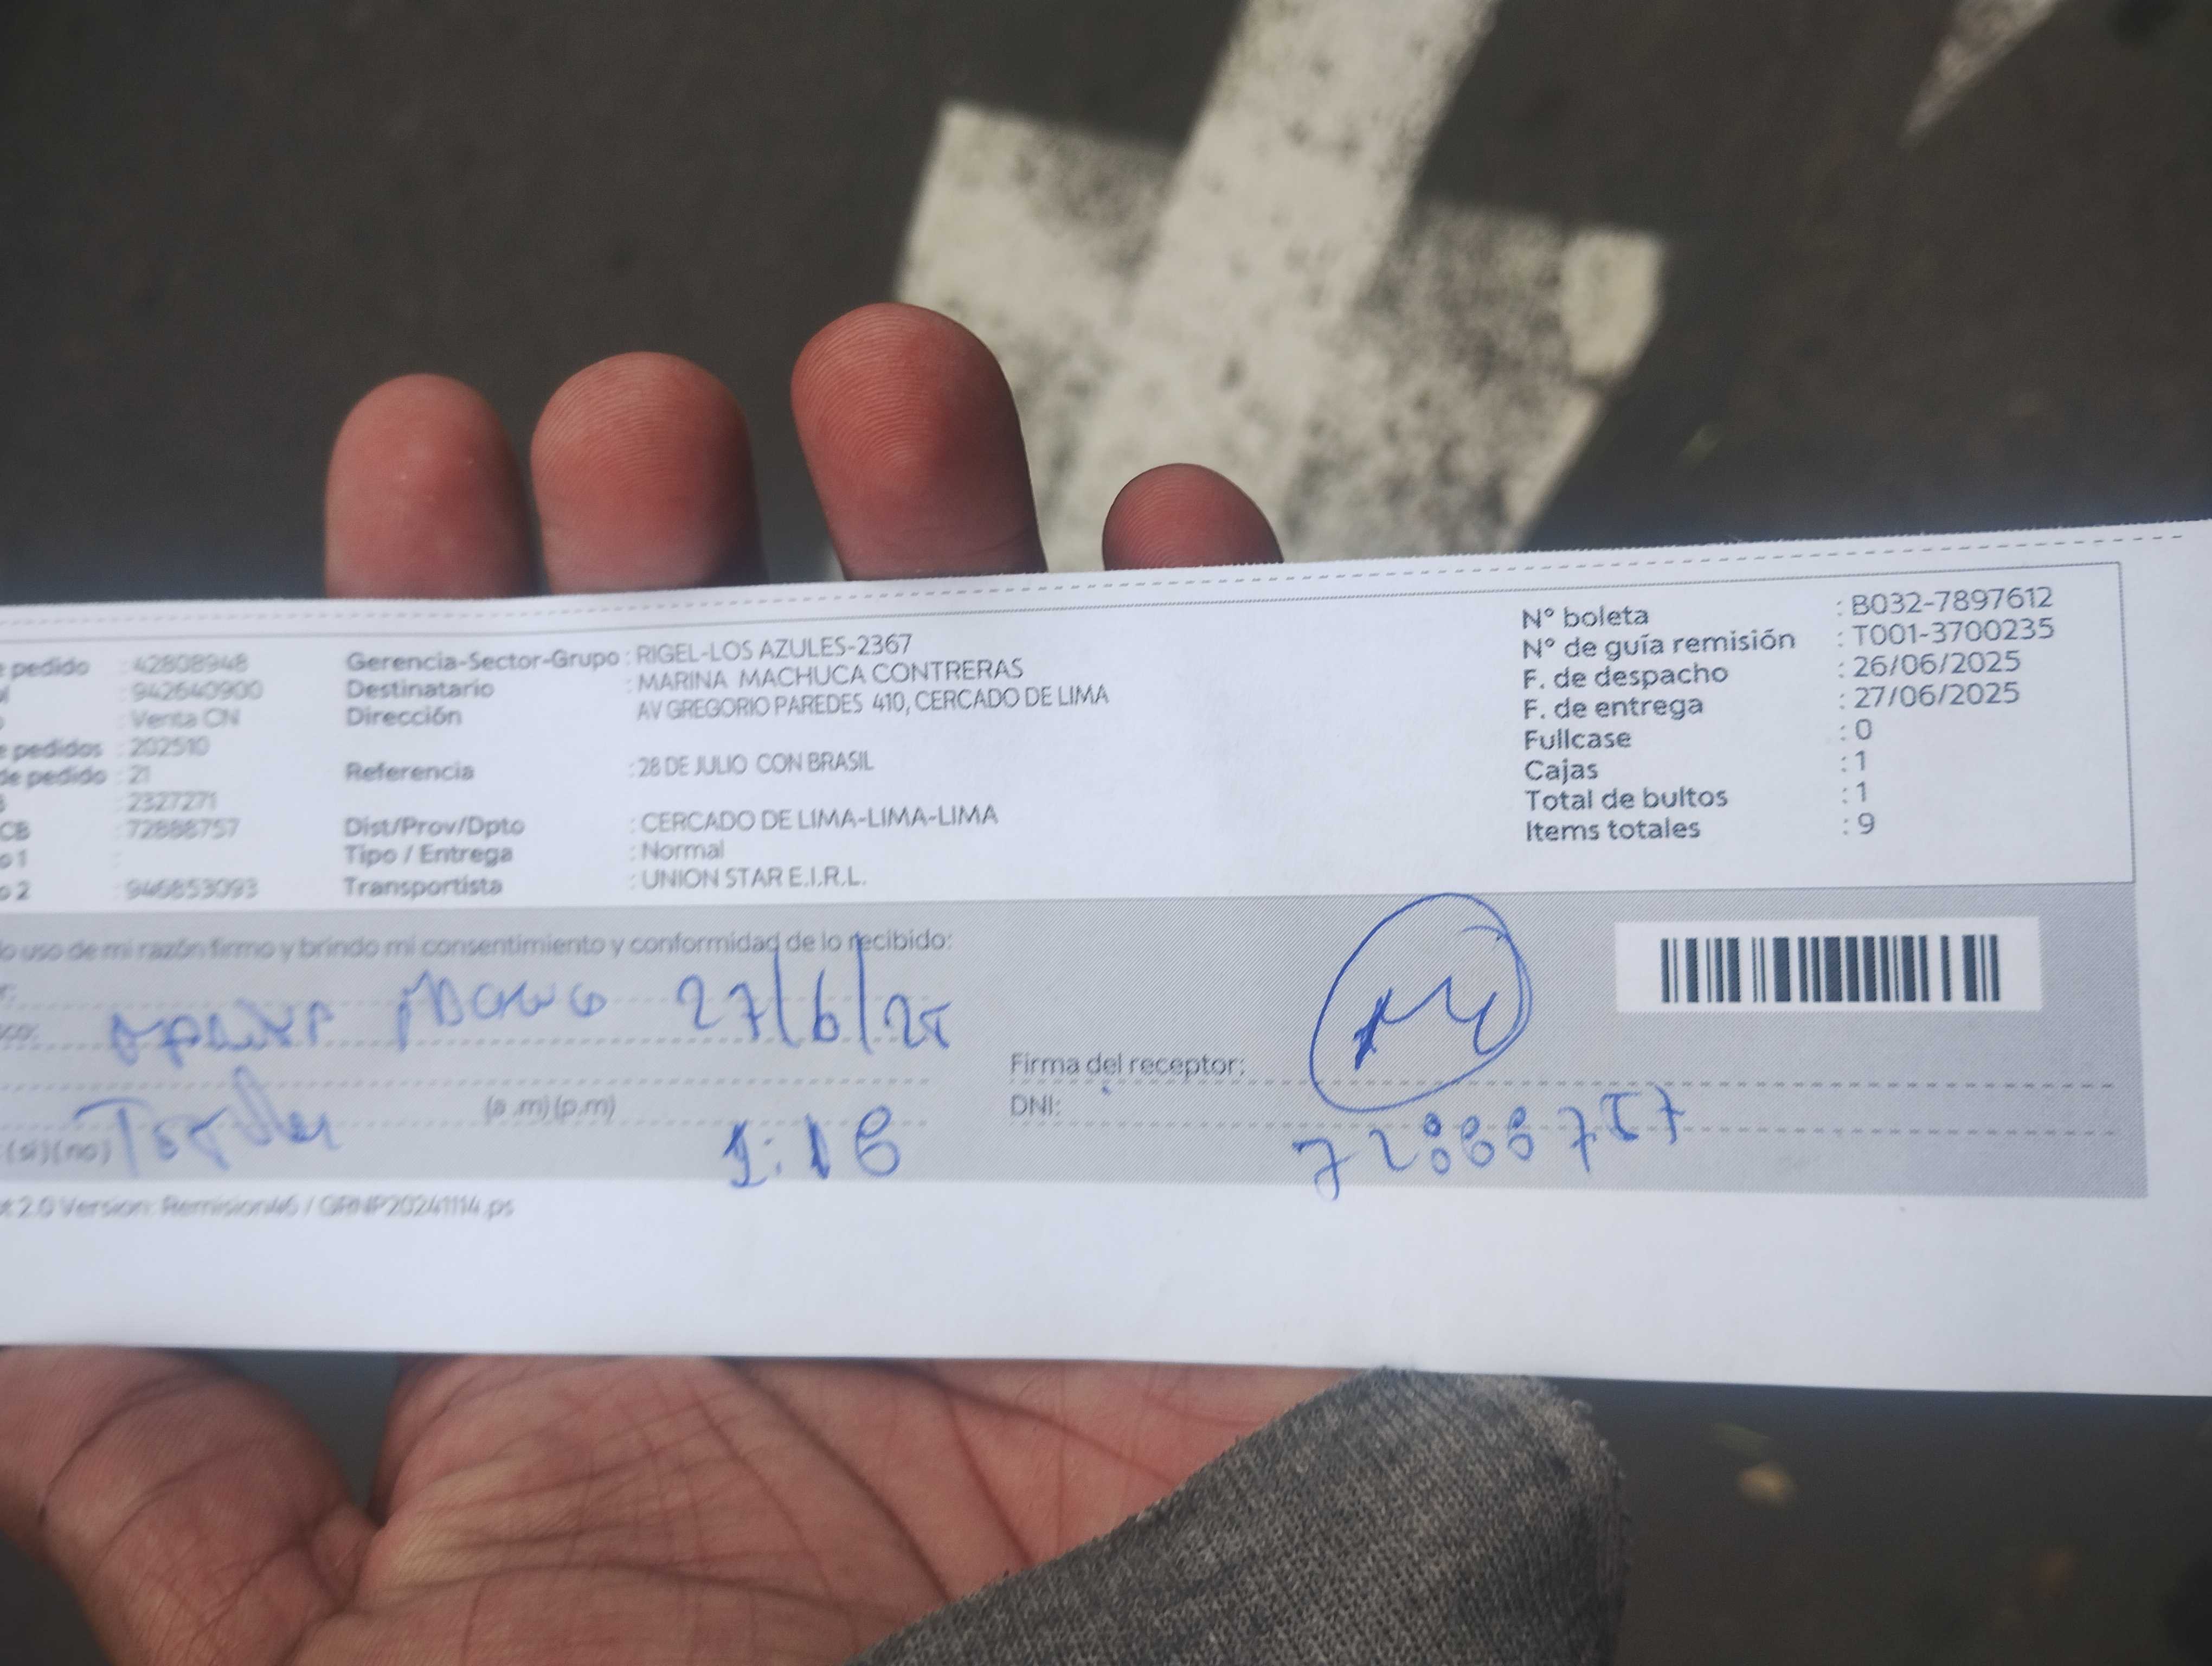 e pedido : 42808948 Gerencia-Sector-Grupo : RIGEL-LOS AZULES-2367 N° boleta : B032-7897612
l : 942640900 Destinatario : MARINA MACHUCA CONTRERAS N° de guía remisión : T001-3700235
o : Venta CN Dirección AV GREGORIO PAREDES 410, CERCADO DE LIMA F. de despacho : 26/06/2025
e pedidos : 202510 F. de entrega : 27/06/2025
de pedido : 21 Referencia : 28 DE JULIO CON BRASIL Fullcase : 0
: 2327271 Cajas : 1
CB : 72888757 Dist/Prov/Dpto : CERCADO DE LIMA-LIMA-LIMA Total de bultos : 1
o 1 : Tipo / Entrega : Normal Items totales : 9
o 2 : 946853093 Transportista : UNION STAR E.I.R.L.
lo uso de mi razón firmo y brindo mi consentimiento y conformidad de lo recibido:
27/6/25
Firma del receptor:
(a .m) (p.m) 1:18 DNI: 72888757
(si) (no)
2.0 Version: Remision46 / GRNP20241114.ps